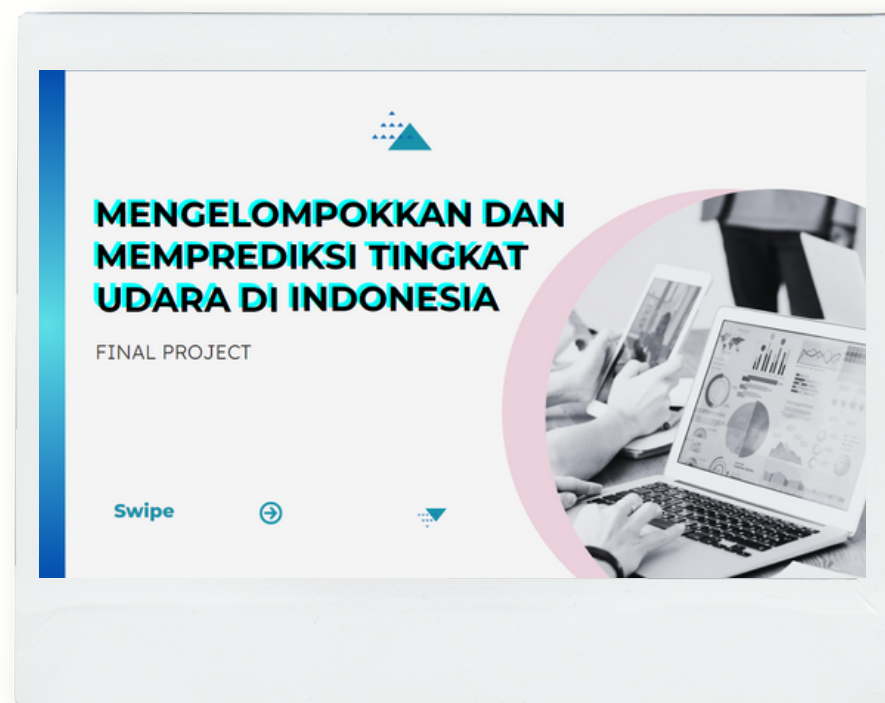 MENGELOMPOKKAN DAN
MEMPREDIKSI TINGKAT
UDARA DI INDONESIA
FINAL PROJECT
Swipe